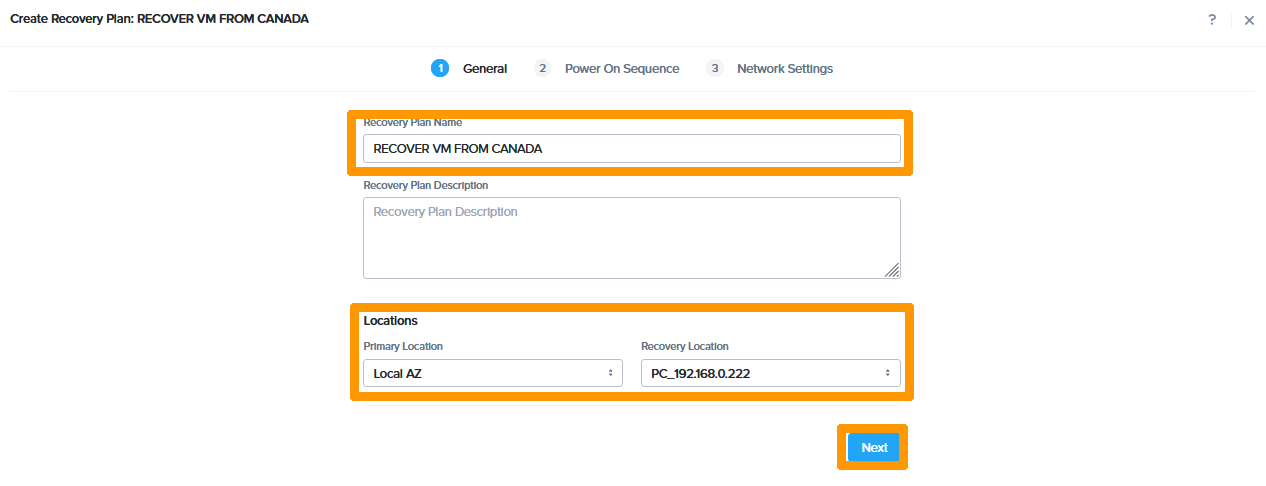 Create Recovery Plan: RECOVER VM FROM CANADA ? ×
1 General 2 Power On Sequence 3 Network Settings
Recovery Plan Name
RECOVER VM FROM CANADA
Recovery Plan Description
Recovery Plan Description
Locations
Primary Location Recovery Location
Local AZ PC_192.168.0.222
Next